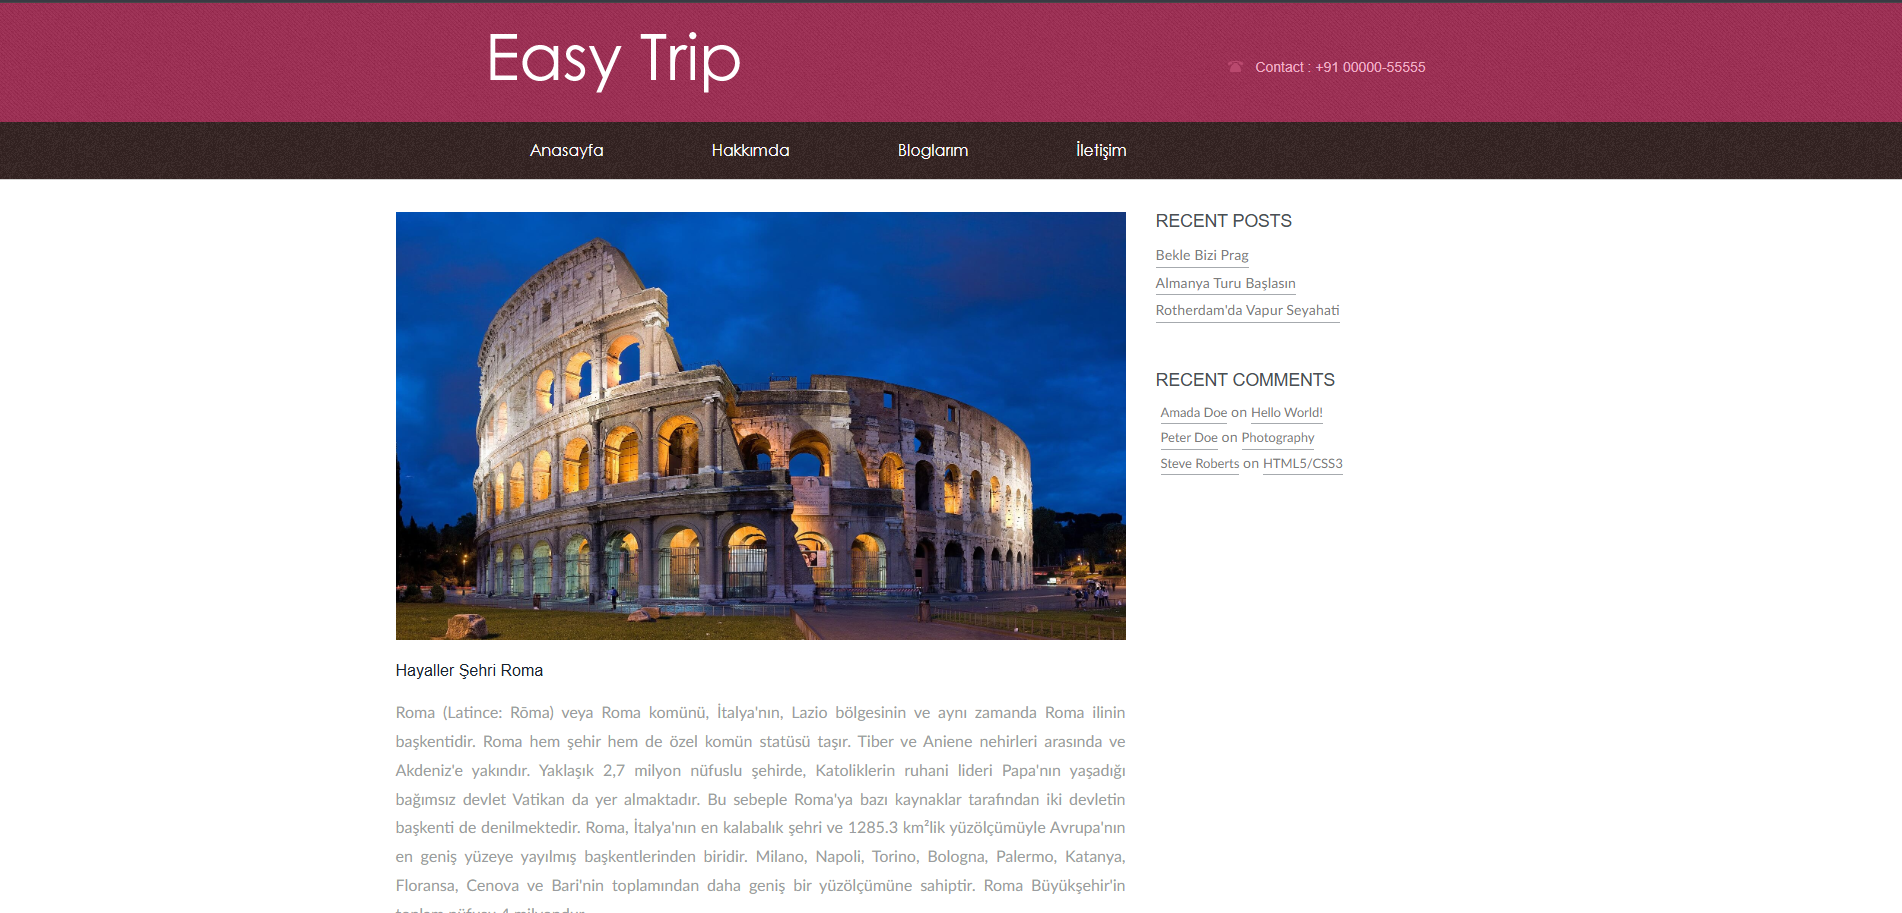 Easy Trip
Contact : +91 00000-55555
Anasayfa Hakkımda Bloglarım İletişim
Hayaller Şehri Roma
Roma (Latince: Rōma) veya Roma komünü, İtalya'nın, Lazio bölgesinin ve aynı zamanda Roma ilinin
başkentidir. Roma hem şehir hem de özel komün statüsü taşır. Tiber ve Aniene nehirleri arasında ve
Akdeniz'e yakındır. Yaklaşık 2,7 milyon nüfuslu şehirde, Katoliklerin ruhani lideri Papa'nın yaşadığı
bağımsız devlet Vatikan da yer almaktadır. Bu sebeple Roma'ya bazı kaynaklar tarafından iki devletin
başkenti de denilmektedir. Roma, İtalya'nın en kalabalık şehri ve 1285.3 km²lik yüzölçümüyle Avrupa'nın
en geniş yüzeye yayılmış başkentlerinden biridir. Milano, Napoli, Torino, Bologna, Palermo, Katanya,
Floransa, Cenova ve Bari'nin toplamından daha geniş bir yüzölçümüne sahiptir. Roma Büyükşehir'in
toplam nüfusu 4 milyondur.
RECENT POSTS
Bekle Bizi Prag
Almanya Turu Başlasın
Rotherdam'da Vapur Seyahati
RECENT COMMENTS
Amada Doe on Hello World!
Peter Doe on Photography
Steve Roberts on HTML5/CSS3